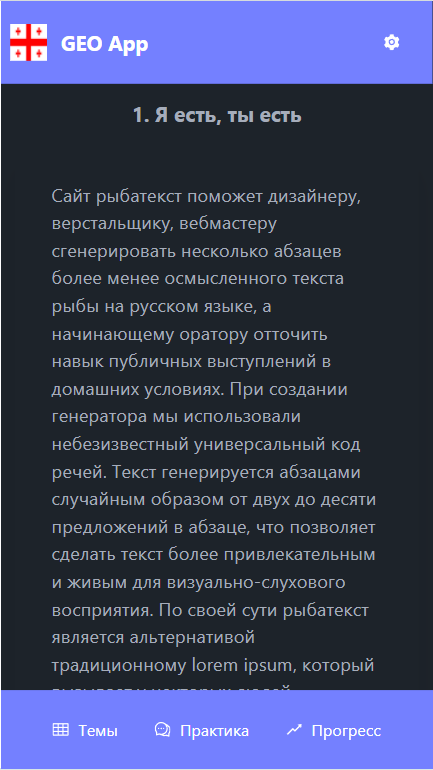 GEO App
1. Я есть, ты есть
Сайт рыбатекст поможет дизайнеру,
верстальщику, вебмастеру
сгенерировать несколько абзацев
более менее осмысленного текста
рыбы на русском языке, а
начинающему оратору отточить
навык публичных выступлений в
домашних условиях. При создании
генератора мы использовали
небезизвестный универсальный код
речей. Текст генерируется абзацами
случайным образом от двух до десяти
предложений в абзаце, что позволяет
сделать текст более привлекательным
и живым для визуально-слухового
восприятия. По своей сути рыбатекст
является альтернативой
традиционному lorem ipsum, который
Темы Практика Прогресс